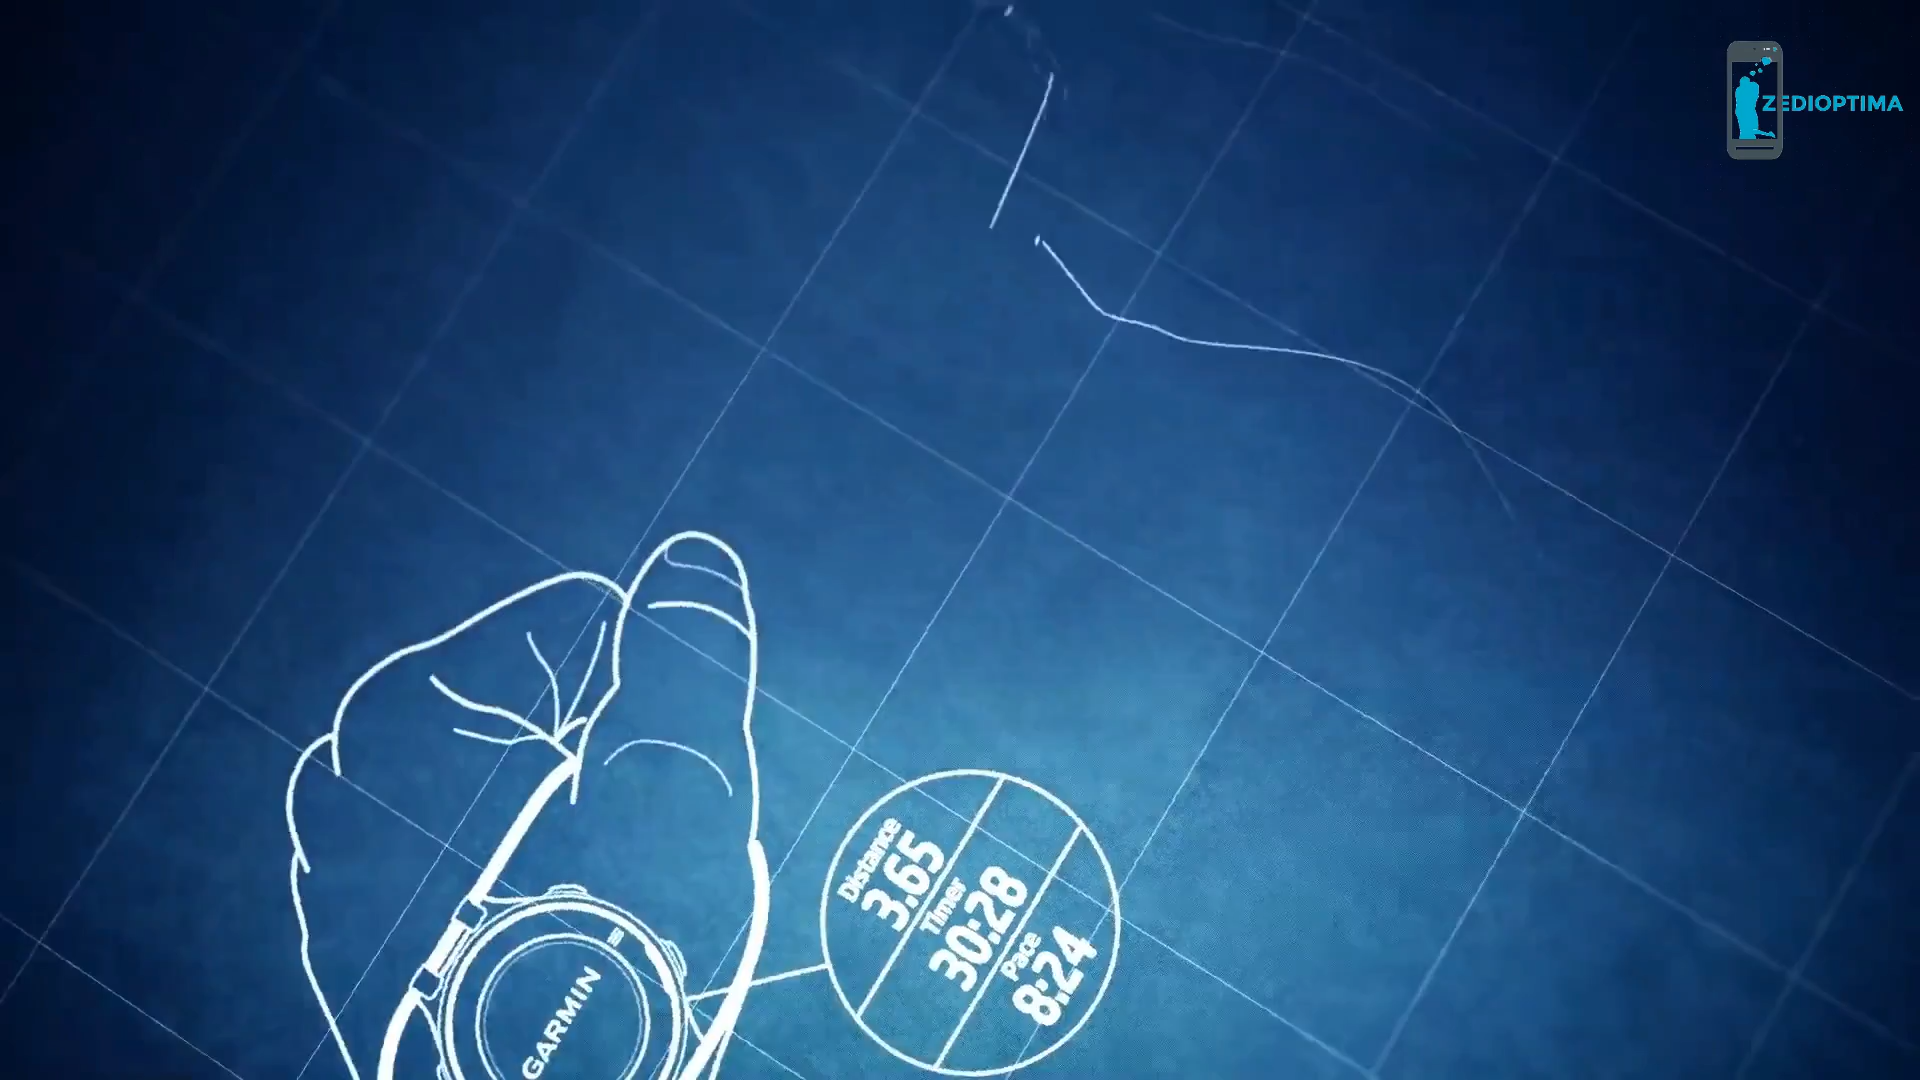 ZEDIOPTIMA
Distance
3.65
Timer
30:28
Pace
8:24
GARMIN